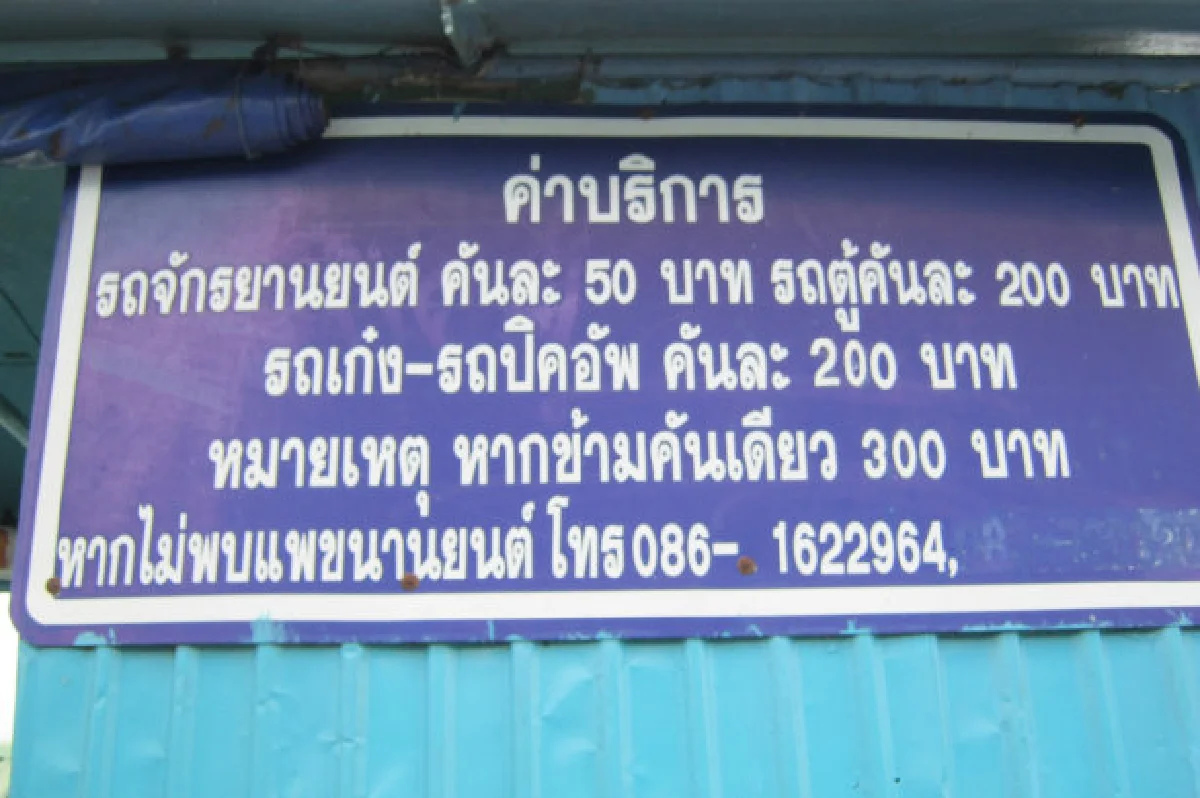 ค่าบริการ
รถจักรยานยนต์ คันละ 50 บาท รถตู้คันละ 200 บาท
รถเก๋ง-รถปิคอัพ คันละ 200 บาท
หมายเหตุ หากข้ามคันเดียว 300 บาท
หากไม่พบแพขนานยนต์ โทร 086- 1622964,